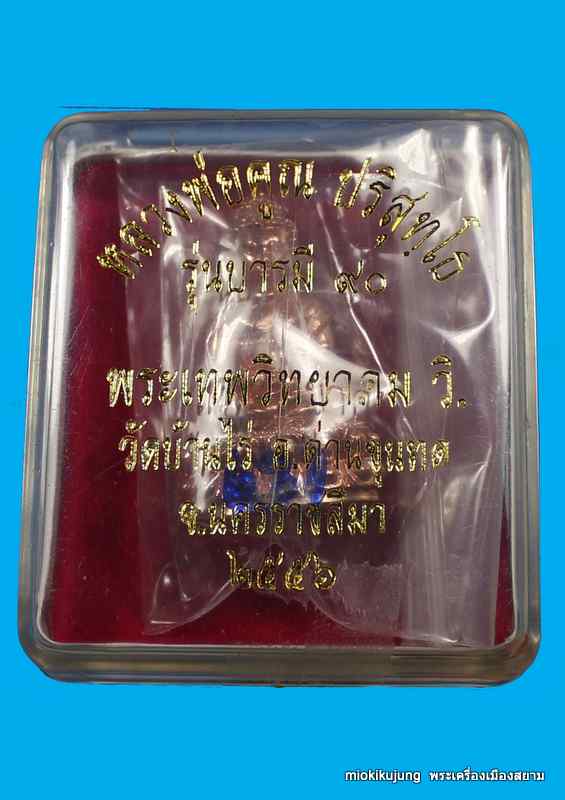 หลวงพ่อคูณ ปริสุทฺโธ
รุ่นบารมี ๙๐
พระเทพวิทยาคม วิ.
วัดบ้านไร่ อ.ด่านขุนทด
จ.นครราชสีมา
๒๕๕๖
miokikujung พระเครื่องเมืองสยาม